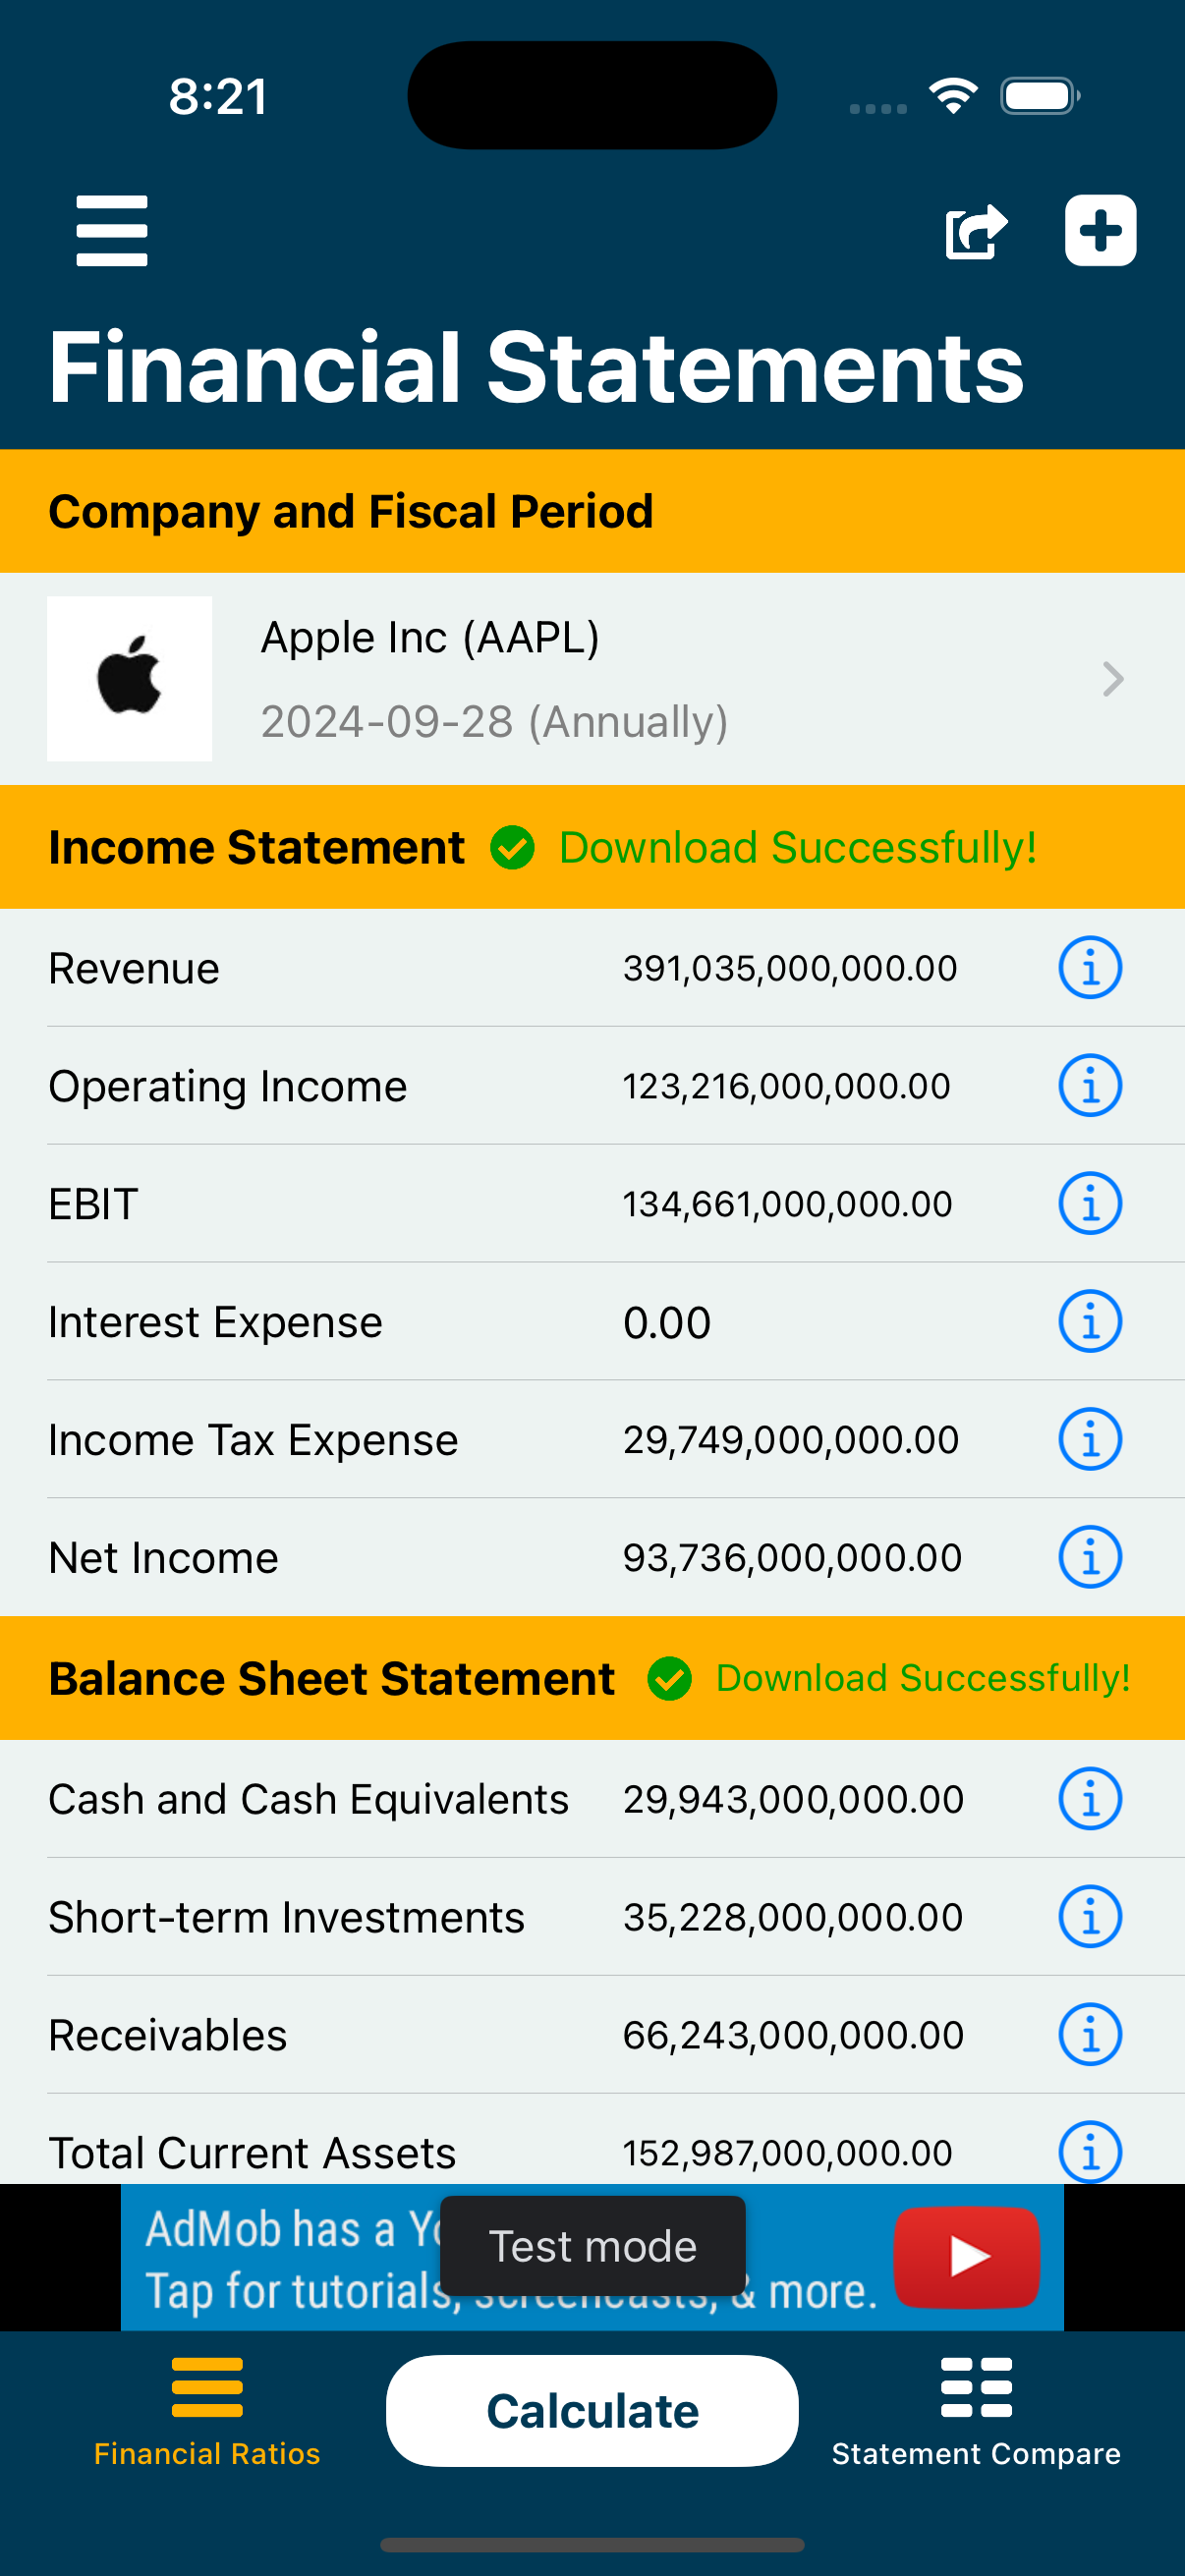 8:21
Financial Statements
Company and Fiscal Period
Apple Inc (AAPL)
2024-09-28 (Annually)
Income Statement Download Successfully!
Revenue 391,035,000,000.00
Operating Income 123,216,000,000.00
EBIT 134,661,000,000.00
Interest Expense 0.00
Income Tax Expense 29,749,000,000.00
Net Income 93,736,000,000.00
Balance Sheet Statement Download Successfully!
Cash and Cash Equivalents 29,943,000,000.00
Short-term Investments 35,228,000,000.00
Receivables 66,243,000,000.00
Total Current Assets 152,987,000,000.00
AdMob has a
Test mode
Tap for tutorials, screencasts, & more.
Calculate
Financial Ratios
Statement Compare